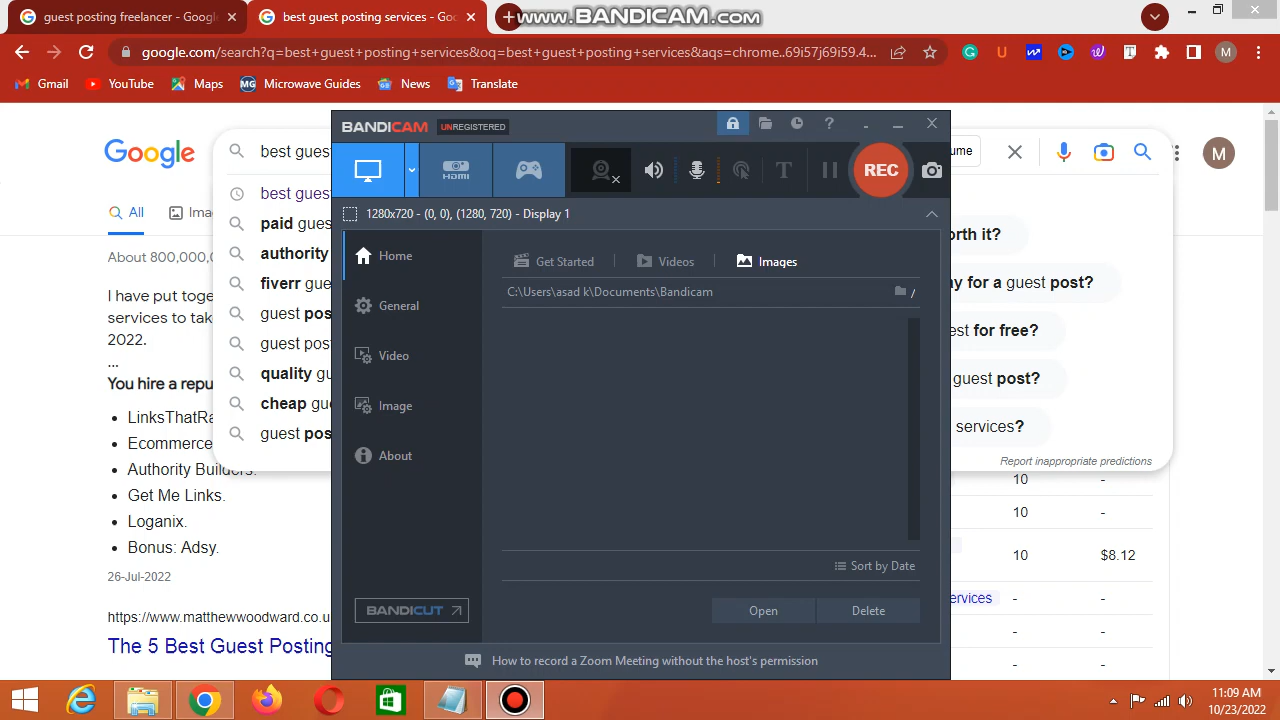 guest posting freelancer - Google
best guest posting services - Goo
www.BANDICAM.com
google.com/search?q=best+guest+posting+services&oq=best+guest+posting+services&aqs=chrome..69i57j69i59.4...
M
Gmail
YouTube
Maps
MG
Microwave Guides
News
Translate
Google
best guest
ume
M
best guest
paid gues
authority
fiverr gue
guest pos
guest post
quality gu
cheap gue
guest pos
orth it?
ay for a guest post?
est for free?
guest post?
services?
Report inappropriate predictions
All
Ima
About 800,000,0
I have put toge
services to tak
2022.
...
You hire a repu
LinksThatRa
Ecommerce
Authority Builders.
Get Me Links.
Loganix.
Bonus: Adsy.
26-Jul-2022
https://www.matthewwoodward.co.u
The 5 Best Guest Posting
10 -
10 -
10 $8.12
ervices - -
- -
- -
BANDICAM UNREGISTERED
HDMI
T
REC
1280x720 - (0, 0), (1280, 720) - Display 1
Home
General
Video
Image
About
Get Started
Videos
Images
C:\Users\asad k\Documents\Bandicam
/
Sort by Date
Open
Delete
BANDICUT
How to record a Zoom Meeting without the host's permission
11:09 AM
10/23/2022